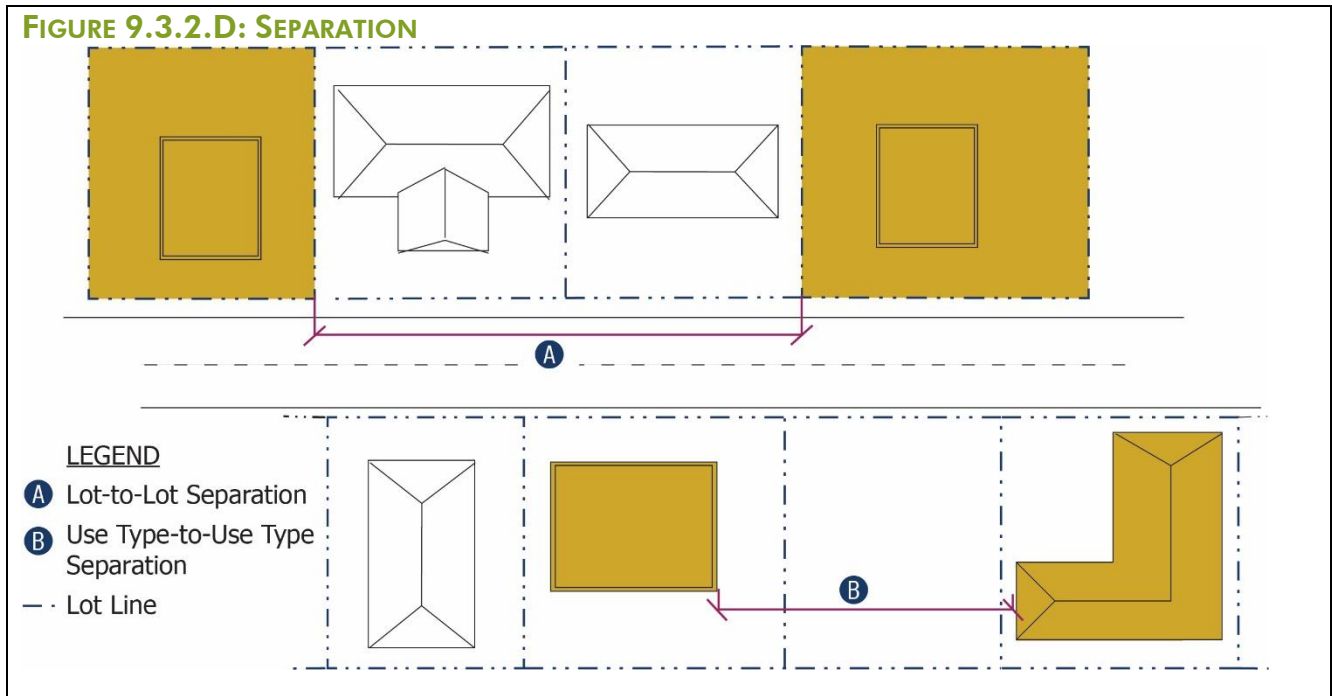 FIGURE 9.3.2.D: SEPARATION
A
LEGEND
A Lot-to-Lot Separation
B Use Type-to-Use Type
Separation
Lot Line
B